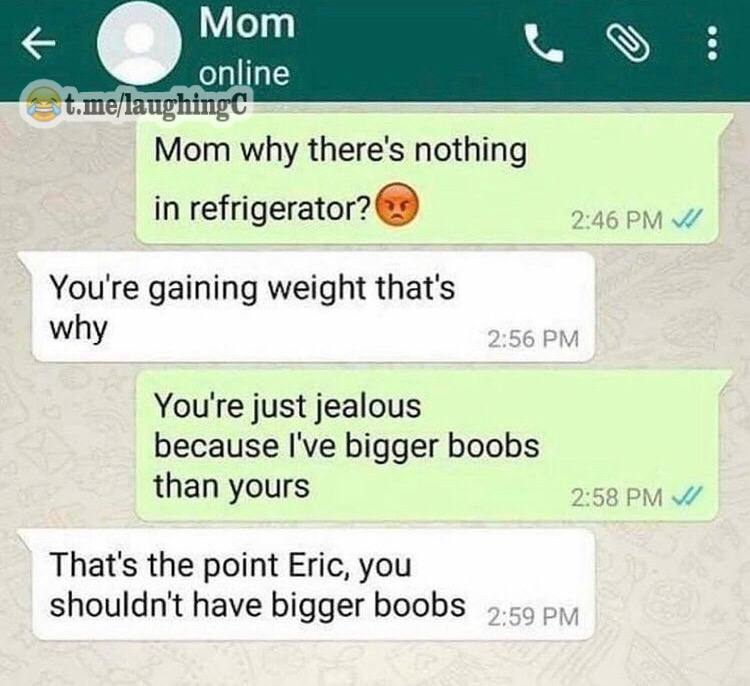 Mom
online
t.me/laughingC
Mom why there's nothing
in refrigerator?😡
2:46 PM
You're gaining weight that's
why
2:56 PM
You're just jealous
because I've bigger boobs
than yours
2:58 PM
That's the point Eric, you
shouldn't have bigger boobs
2:59 PM